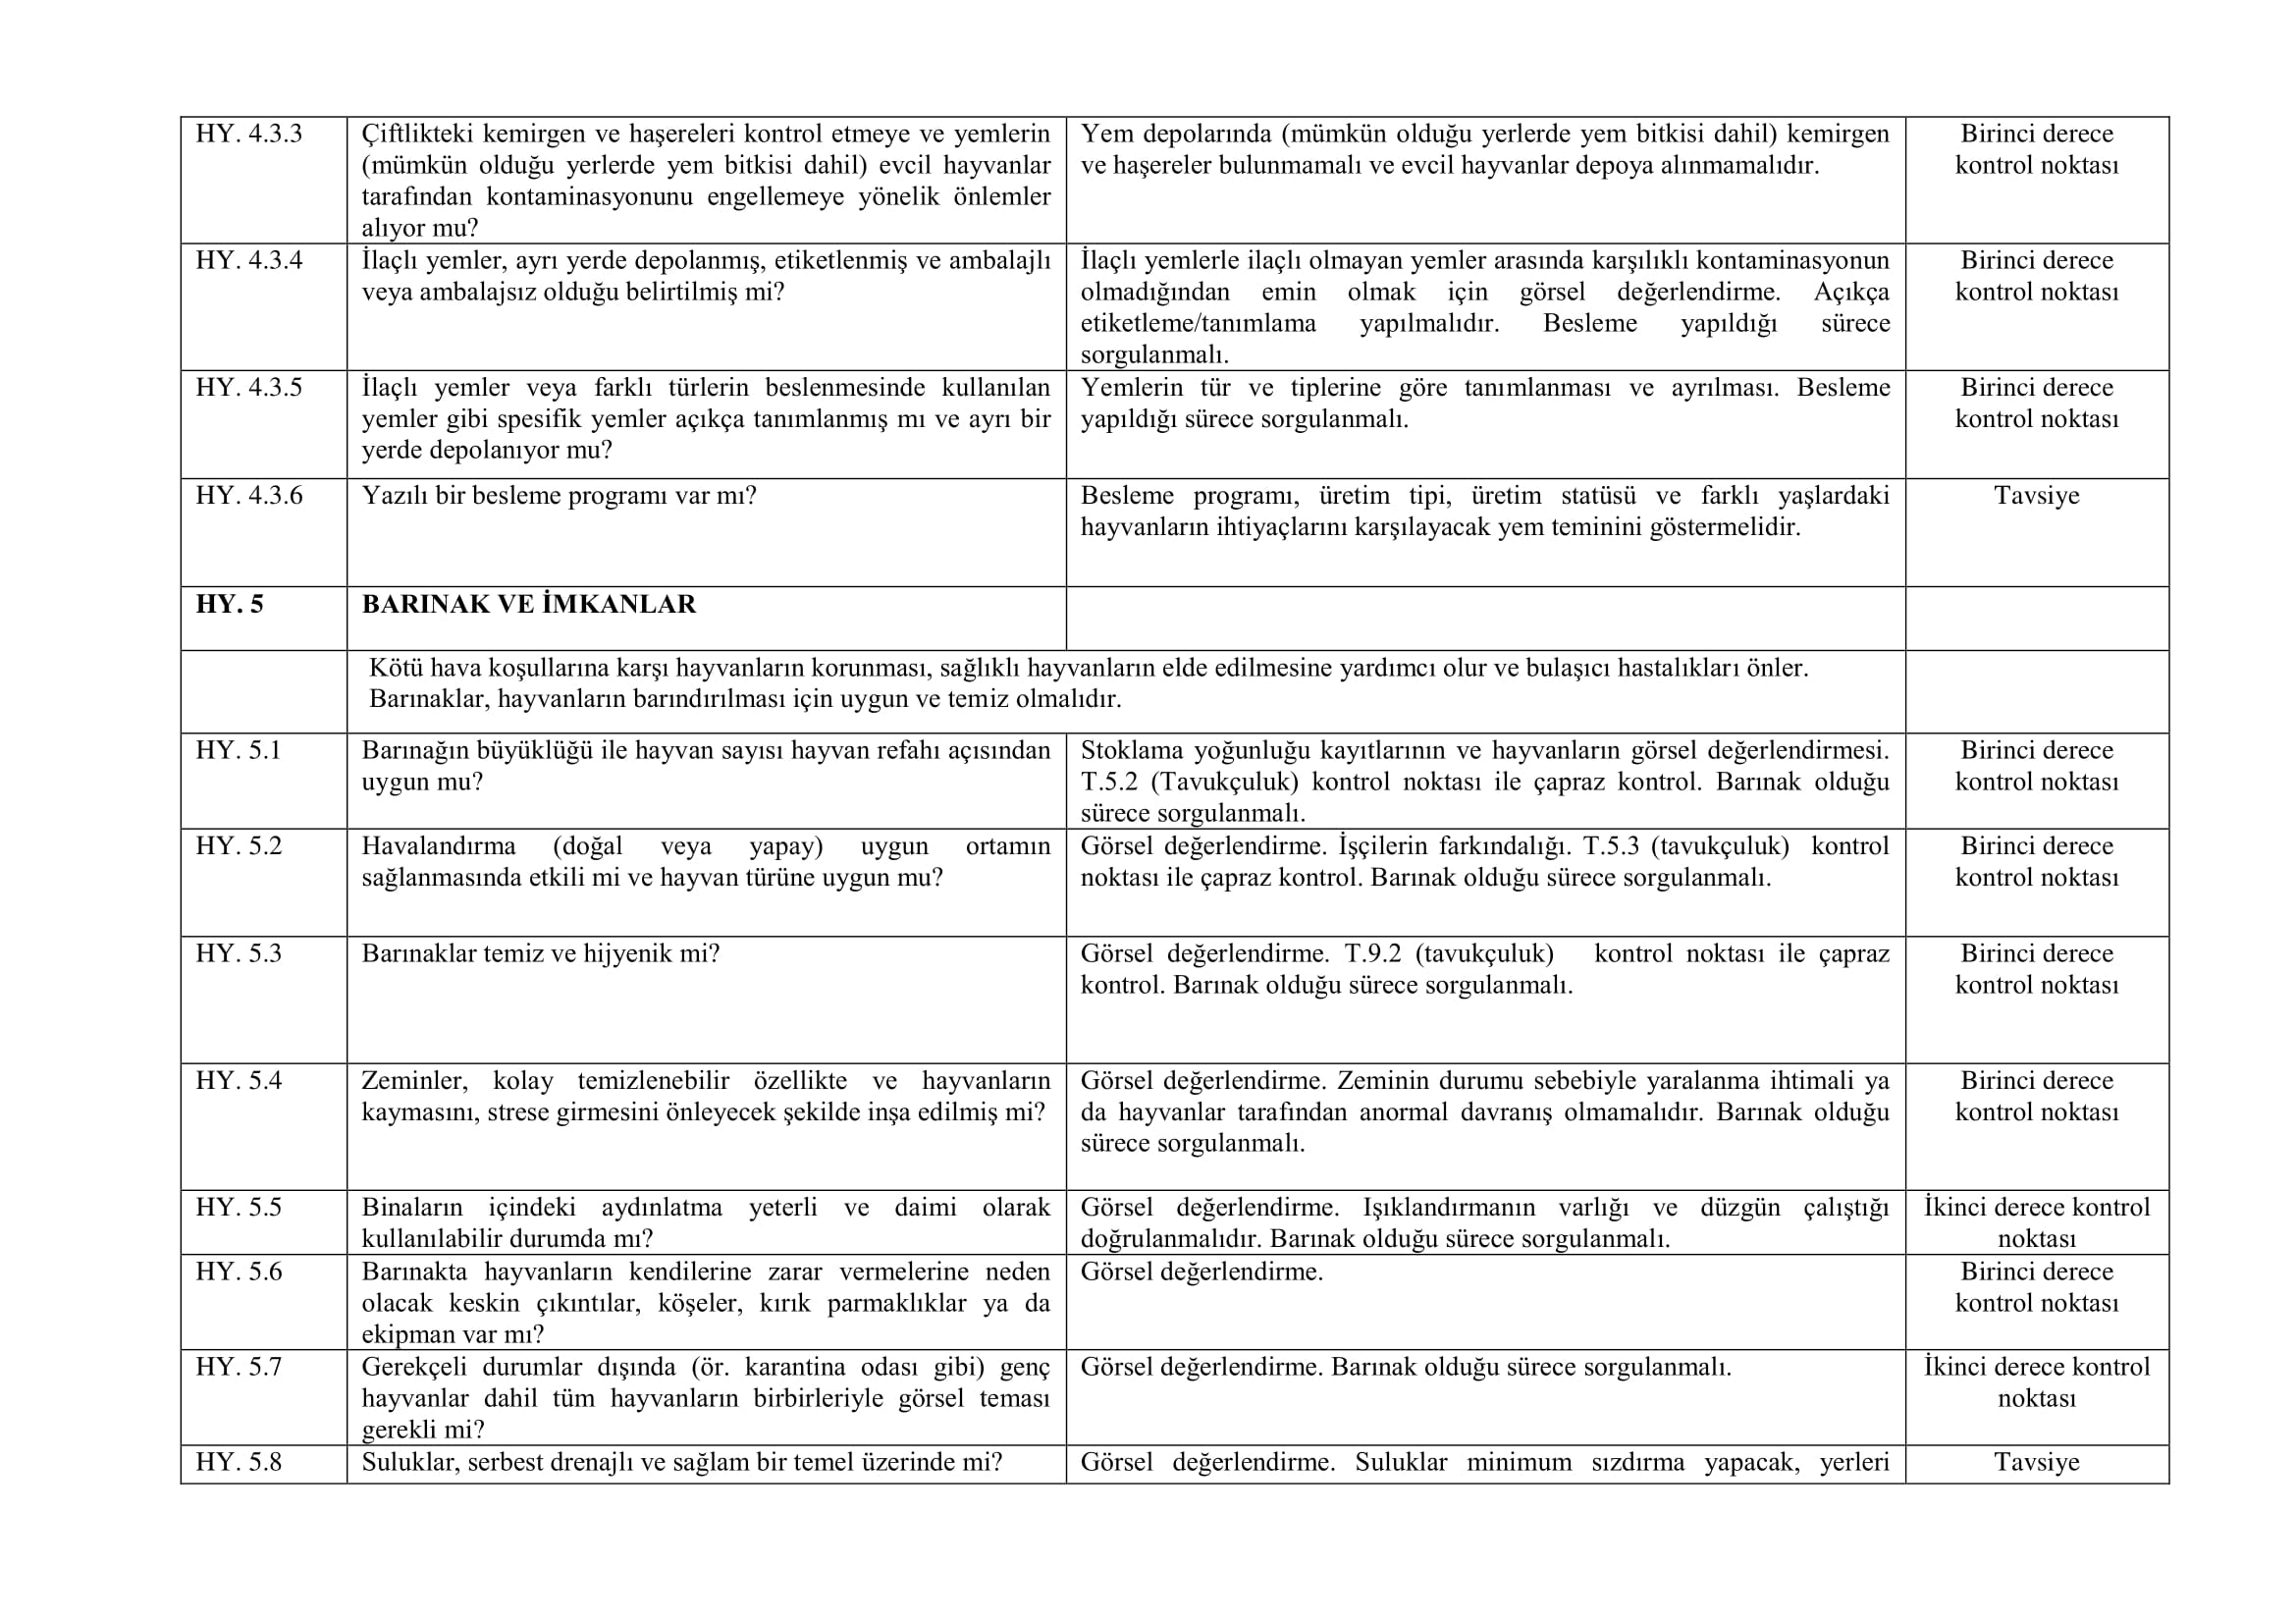 HY. 4.3.3
Çiftlikteki kemirgen ve haşereleri kontrol etmeye ve yemlerin
(mümkün olduğu yerlerde yem bitkisi dahil) evcil hayvanlar
tarafından kontaminasyonunu engellemeye yönelik önlemler
alıyor mu?
Yem depolarında (mümkün olduğu yerlerde yem bitkisi dahil) kemirgen
ve haşereler bulunmamalı ve evcil hayvanlar depoya alınmamalıdır.
Birinci derece
kontrol noktası
HY. 4.3.4
İlaçlı yemler, ayrı yerde depolanmış, etiketlenmiş ve ambalajlı
veya ambalajsız olduğu belirtilmiş mi?
İlaçlı yemlerle ilaçlı olmayan yemler arasında karşılıklı kontaminasyonun
olmadığından emin olmak için görsel değerlendirme. Açıkça
etiketleme/tanımlama yapılmalıdır. Besleme yapıldığı sürece
sorgulanmalı.
Birinci derece
kontrol noktası
HY. 4.3.5
İlaçlı yemler veya farklı türlerin beslenmesinde kullanılan
yemler gibi spesifik yemler açıkça tanımlanmış mı ve ayrı bir
yerde depolanıyor mu?
Yemlerin tür ve tiplerine göre tanımlanması ve ayrılması. Besleme
yapıldığı sürece sorgulanmalı.
Birinci derece
kontrol noktası
HY. 4.3.6
Yazılı bir besleme programı var mı?
Besleme programı, üretim tipi, üretim statüsü ve farklı yaşlardaki
hayvanların ihtiyaçlarını karşılayacak yem teminini göstermelidir.
Tavsiye
HY. 5
BARINAK VE İMKANLAR
Kötü hava koşullarına karşı hayvanların korunması, sağlıklı hayvanların elde edilmesine yardımcı olur ve bulaşıcı hastalıkları önler.
Barınaklar, hayvanların barındırılması için uygun ve temiz olmalıdır.
HY. 5.1
Barınağın büyüklüğü ile hayvan sayısı hayvan refahı açısından
uygun mu?
Stoklama yoğunluğu kayıtlarının ve hayvanların görsel değerlendirmesi.
T.5.2 (Tavukçuluk) kontrol noktası ile çapraz kontrol. Barınak olduğu
sürece sorgulanmalı.
Birinci derece
kontrol noktası
HY. 5.2
Havalandırma (doğal veya yapay) uygun ortamın
sağlanmasında etkili mi ve hayvan türüne uygun mu?
Görsel değerlendirme. İşçilerin farkındalığı. T.5.3 (tavukçuluk) kontrol
noktası ile çapraz kontrol. Barınak olduğu sürece sorgulanmalı.
Birinci derece
kontrol noktası
HY. 5.3
Barınaklar temiz ve hijyenik mi?
Görsel değerlendirme. T.9.2 (tavukçuluk) kontrol noktası ile çapraz
kontrol. Barınak olduğu sürece sorgulanmalı.
Birinci derece
kontrol noktası
HY. 5.4
Zeminler, kolay temizlenebilir özellikte ve hayvanların
kaymasını, strese girmesini önleyecek şekilde inşa edilmiş mi?
Görsel değerlendirme. Zeminin durumu sebebiyle yaralanma ihtimali ya
da hayvanlar tarafından anormal davranış olmamalıdır. Barınak olduğu
sürece sorgulanmalı.
Birinci derece
kontrol noktası
HY. 5.5
Binaların içindeki aydınlatma yeterli ve daimi olarak
kullanılabilir durumda mı?
Görsel değerlendirme. Işıklandırmanın varlığı ve düzgün çalıştığı
doğrulanmalıdır. Barınak olduğu sürece sorgulanmalı.
İkinci derece kontrol
noktası
HY. 5.6
Barınakta hayvanların kendilerine zarar vermelerine neden
olacak keskin çıkıntılar, köşeler, kırık parmaklıklar ya da
ekipman var mı?
Görsel değerlendirme.
Birinci derece
kontrol noktası
HY. 5.7
Gerekçeli durumlar dışında (ör. karantina odası gibi) genç
hayvanlar dahil tüm hayvanların birbirleriyle görsel teması
gerekli mi?
Görsel değerlendirme. Barınak olduğu sürece sorgulanmalı.
İkinci derece kontrol
noktası
HY. 5.8
Suluklar, serbest drenajlı ve sağlam bir temel üzerinde mi?
Görsel değerlendirme. Suluklar minimum sızdırma yapacak, yerleri
Tavsiye